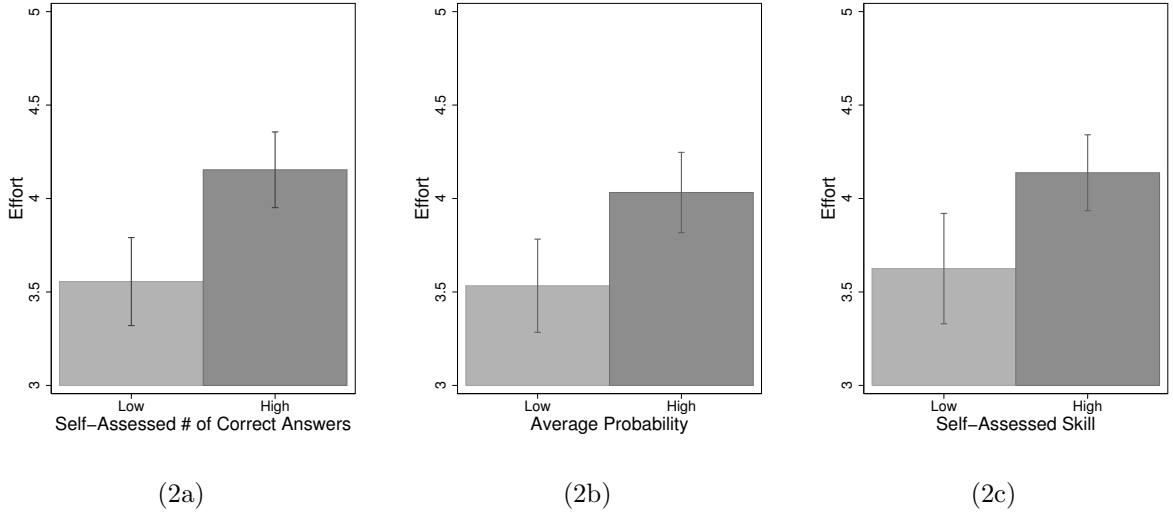 Effort
5
4.5
4
3.5
3
Low High
Self−Assessed # of Correct Answers
(2a)
Effort
5
4.5
4
3.5
3
Low High
Average Probability
(2b)
Effort
5
4.5
4
3.5
3
Low High
Self−Assessed Skill
(2c)